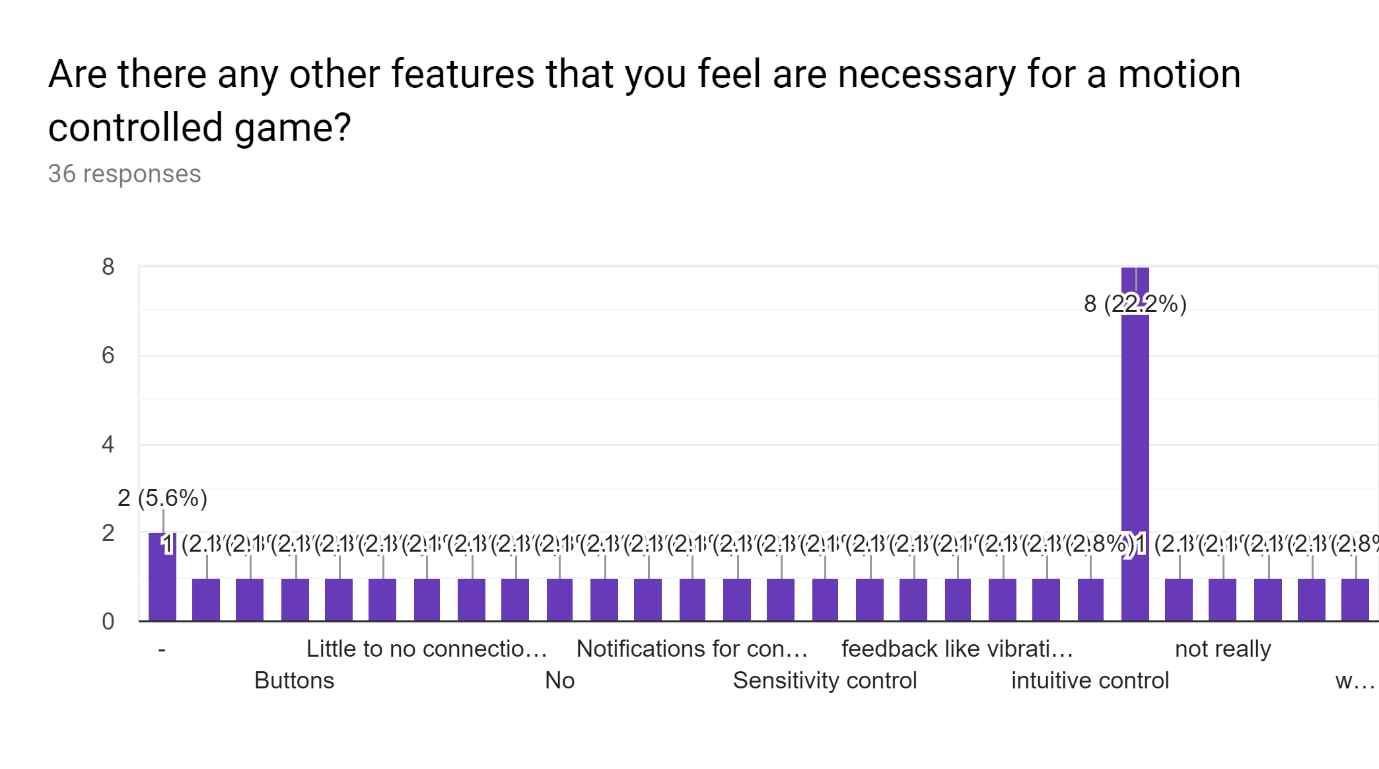 Are there any other features that you feel are necessary for a motion
controlled game?
36 responses
8
6
4
2
0
8 (22.2%)
2 (5.6%)
1
- 
Little to no connectio…
Notifications for con…
feedback like vibrati…
not really
Buttons
No
Sensitivity control
intuitive control
w…